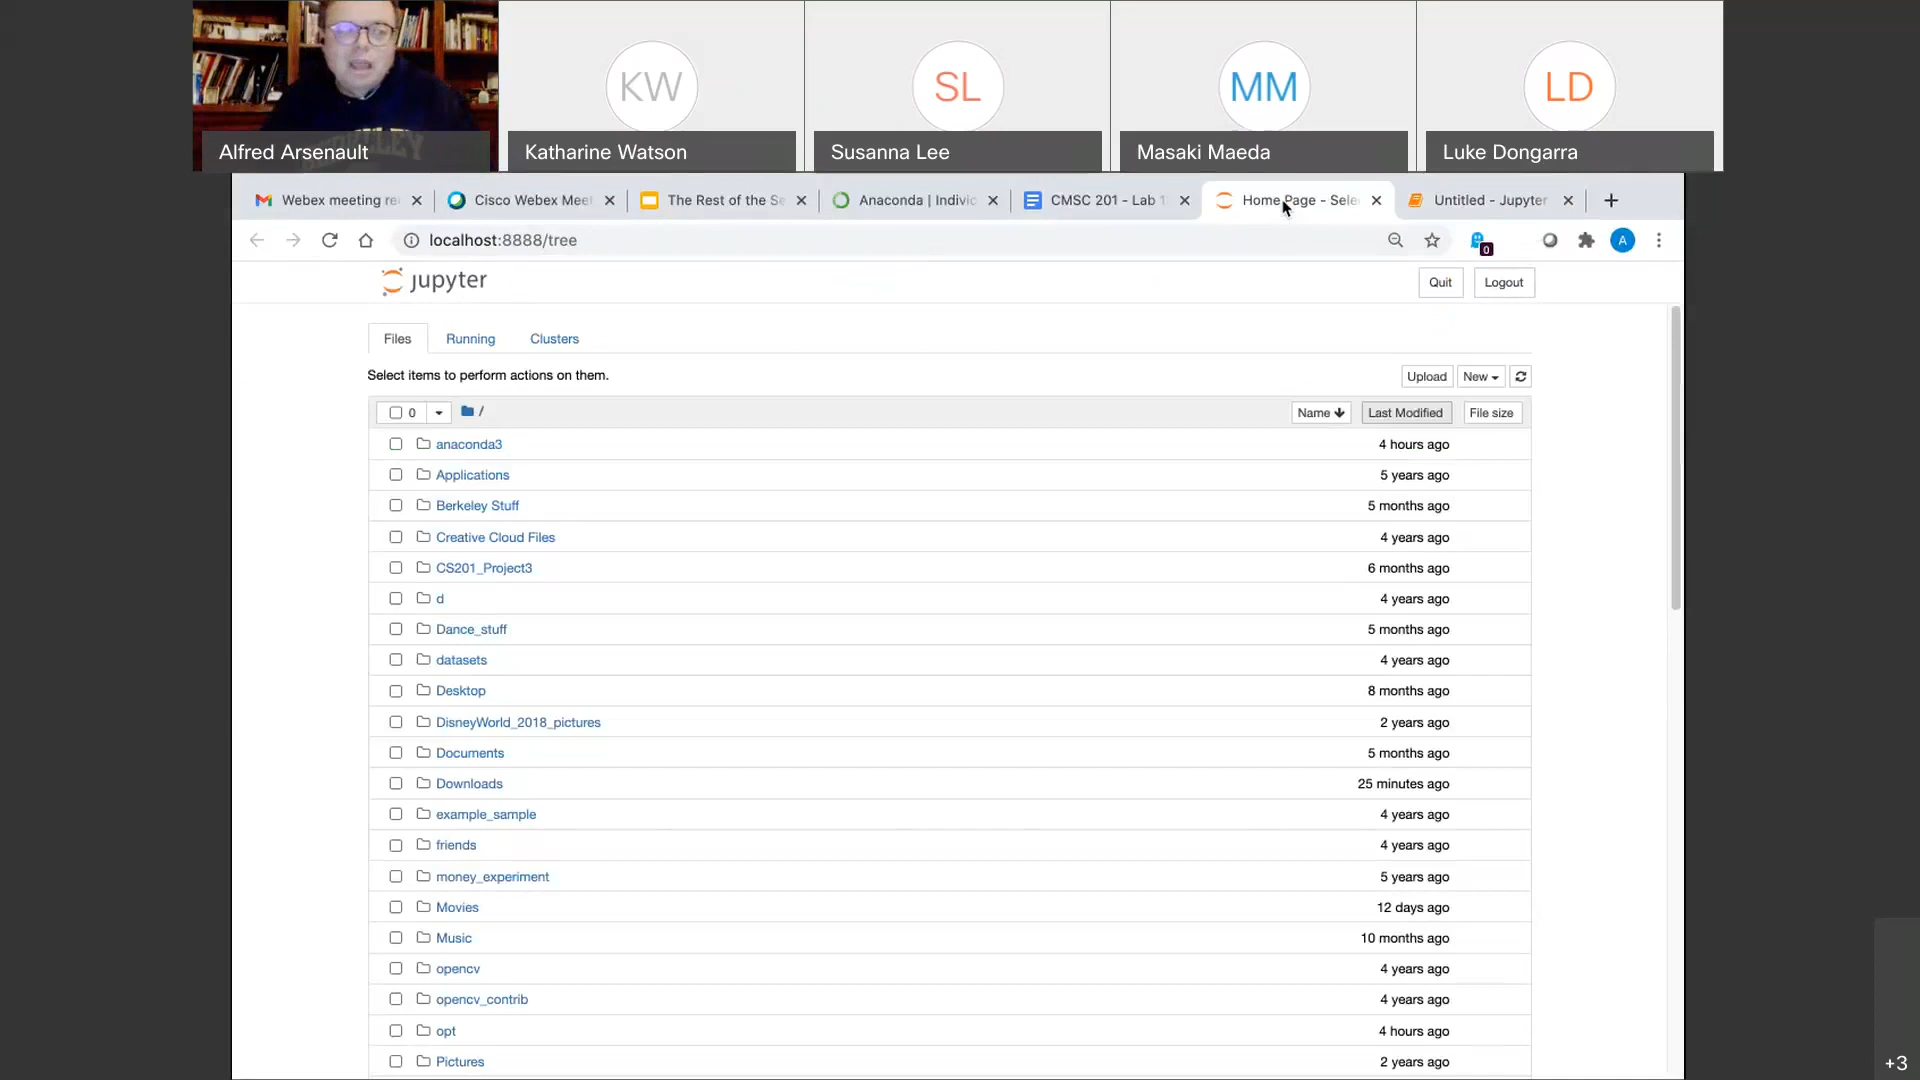 KW
SL
MM
LD
Alfred Arsenault
Katharine Watson
Susanna Lee
Masaki Maeda
Luke Dongarra
Webex meeting re
Cisco Webex Meet
The Rest of the Se
Anaconda | Indivic
CMSC 201 - Lab 1
Home Page - Sele
Untitled - Jupyter
localhost:8888/tree
0
A
jupyter
Quit
Logout
Files
Running
Clusters
Select items to perform actions on them.
Upload
New
0
/
Name
Last Modified
File size
anaconda3 4 hours ago
Applications 5 years ago
Berkeley Stuff 5 months ago
Creative Cloud Files 4 years ago
CS201_Project3 6 months ago
d 4 years ago
Dance_stuff 5 months ago
datasets 4 years ago
Desktop 8 months ago
DisneyWorld_2018_pictures 2 years ago
Documents 5 months ago
Downloads 25 minutes ago
example_sample 4 years ago
friends 4 years ago
money_experiment 5 years ago
Movies 12 days ago
Music 10 months ago
opencv 4 years ago
opencv_contrib 4 years ago
opt 4 hours ago
Pictures 2 years ago
+3